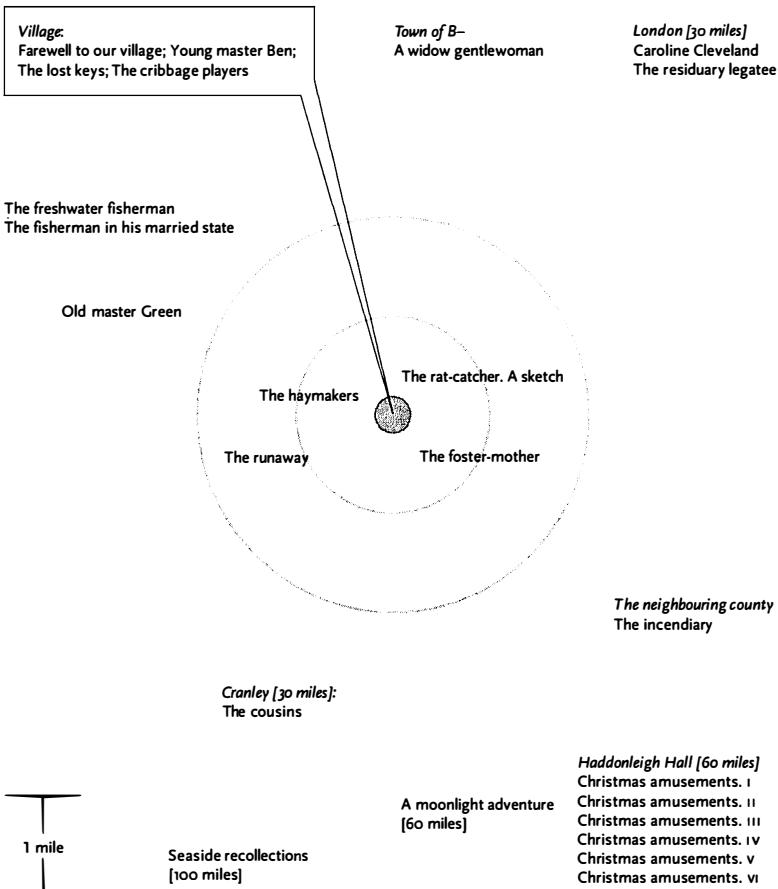 Village:
Farewell to our village; Young master Ben;
The lost keys; The cribbage players
Town of B–
A widow gentlewoman
London [30 miles]
Caroline Cleveland
The residuary legatee
The freshwater fisherman
The fisherman in his married state
Old master Green
The rat-catcher. A sketch
The haymakers
The runaway
The foster-mother
The neighbouring county
The incendiary
Cranley [30 miles]:
The cousins
Haddonleigh Hall [60 miles]
Christmas amusements. I
Christmas amusements. II
Christmas amusements. III
Christmas amusements. IV
Christmas amusements. V
Christmas amusements. VI
A moonlight adventure
[60 miles]
1 mile
Seaside recollections
[100 miles]